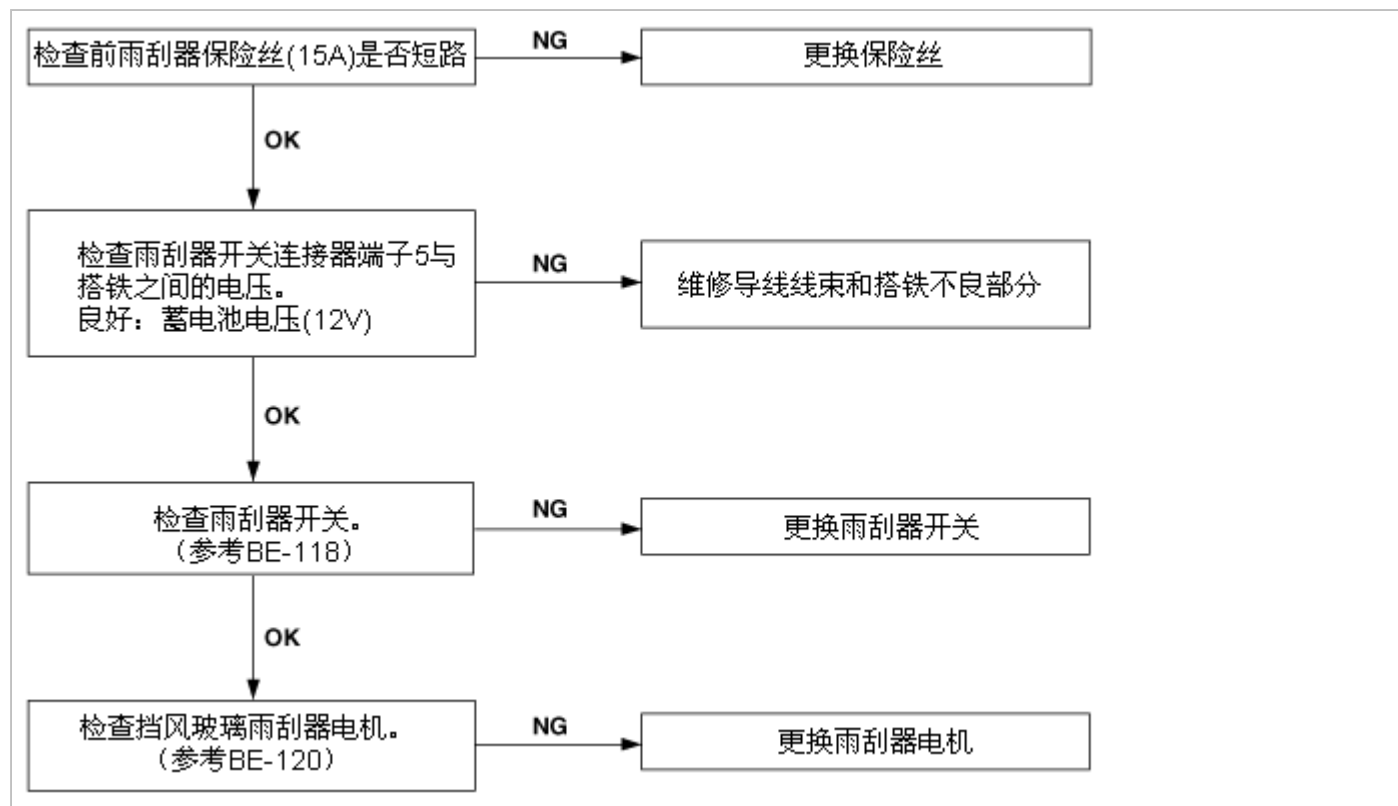 检查前雨刮器保险丝(15A)是否短路
NG
更换保险丝
OK
检查雨刮器开关连接器端子5与
搭铁之间的电压。
良好：蓄电池电压(12V)
NG
维修导线线束和搭铁不良部分
OK
检查雨刮器开关。
（参考BE-118）
NG
更换雨刮器开关
OK
检查挡风玻璃雨刮器电机。
（参考BE-120）
NG
更换雨刮器电机